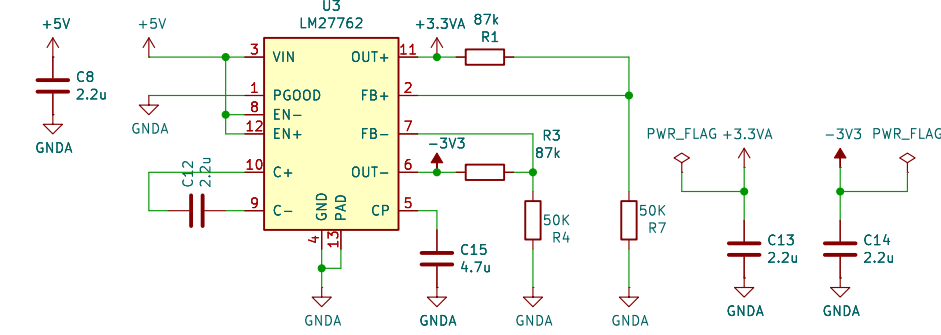 U3
LM27762
+5V
+5V
+3.3VA
87k
R1
3
VIN
OUT+
11
C8
2.2u
1
PGOOD
FB+
2
8
EN-
GNDA
12
EN+
FB-
7
R3
87k
PWR_FLAG
+3.3VA
-3V3
PWR_FLAG
GNDA
-3V3
C12
2.2u
10
C+
OUT-
6
9
C-
GND
PAD
CP
5
50K
R4
50K
R7
4
13
C15
4.7u
C13
2.2u
C14
2.2u
GNDA
GNDA
GNDA
GNDA
GNDA
GNDA